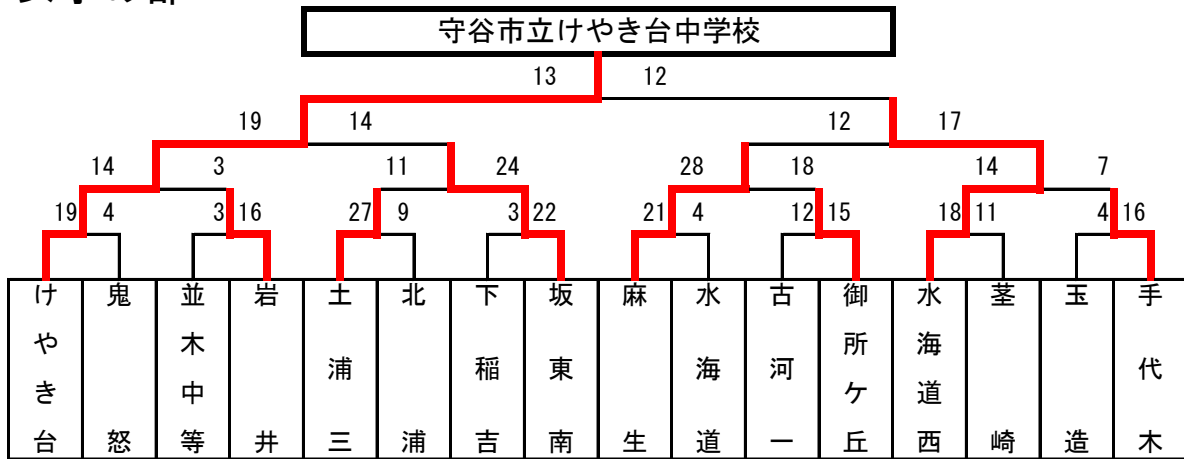 守谷市立けやき台中学校
13 12
19 14 12 17
14 3 11 24 28 18 14 7
19 4 3 16 27 9 3 22 21 4 12 15 18 11 4 16
けやき台 鬼怒 並木中等 岩井 土浦三 北浦 下稲吉 坂東南 麻生 水海道 古河一 御所ケ丘 水海道西 茎崎 玉造 手代木